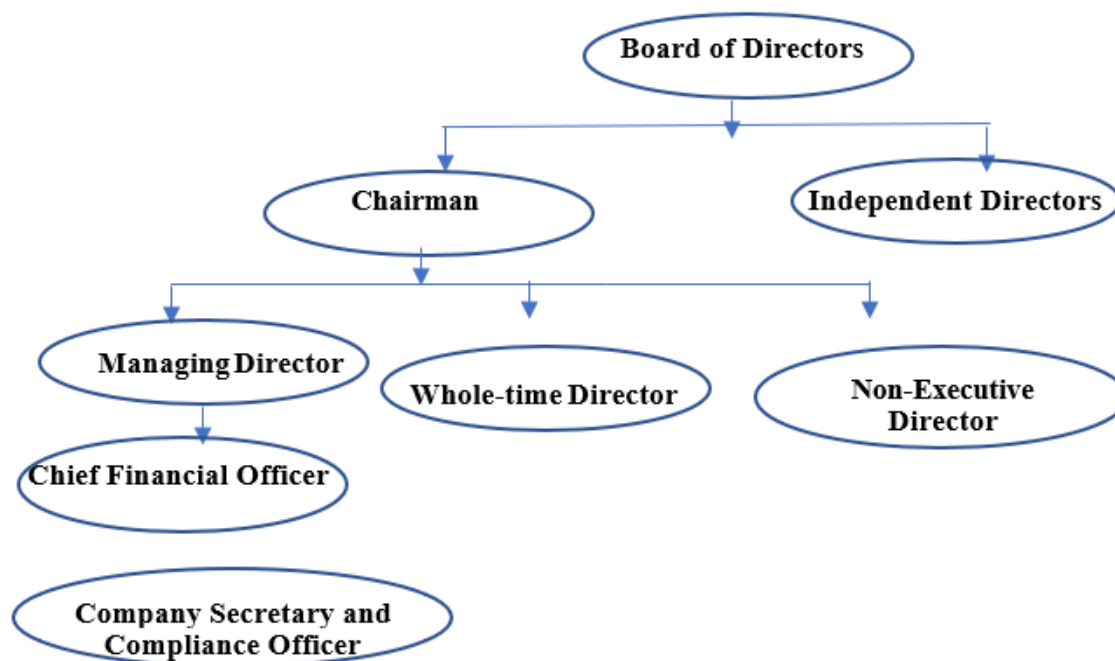 Board of Directors
Chairman
Independent Directors
Managing Director
Whole-time Director
Non-Executive
Director
Chief Financial Officer
Company Secretary and
Compliance Officer